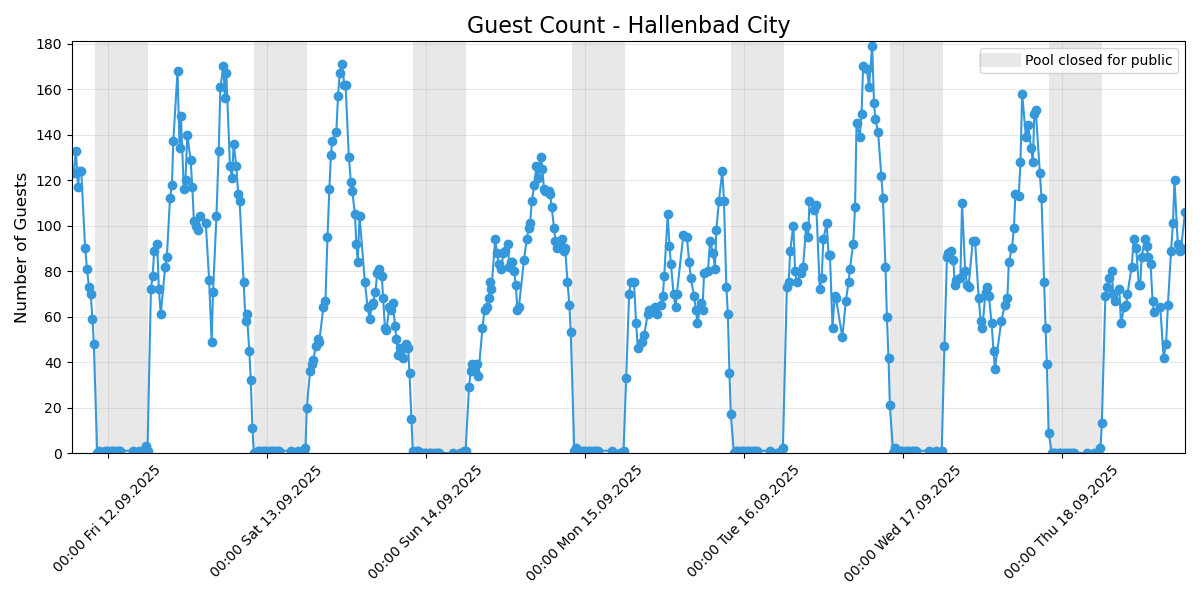 Guest Count - Hallenbad City
Pool closed for public
Number of Guests
180
160
140
120
100
80
60
40
20
0
00:00 Fri 12.09.2025
00:00 Sat 13.09.2025
00:00 Sun 14.09.2025
00:00 Mon 15.09.2025
00:00 Tue 16.09.2025
00:00 Wed 17.09.2025
00:00 Thu 18.09.2025